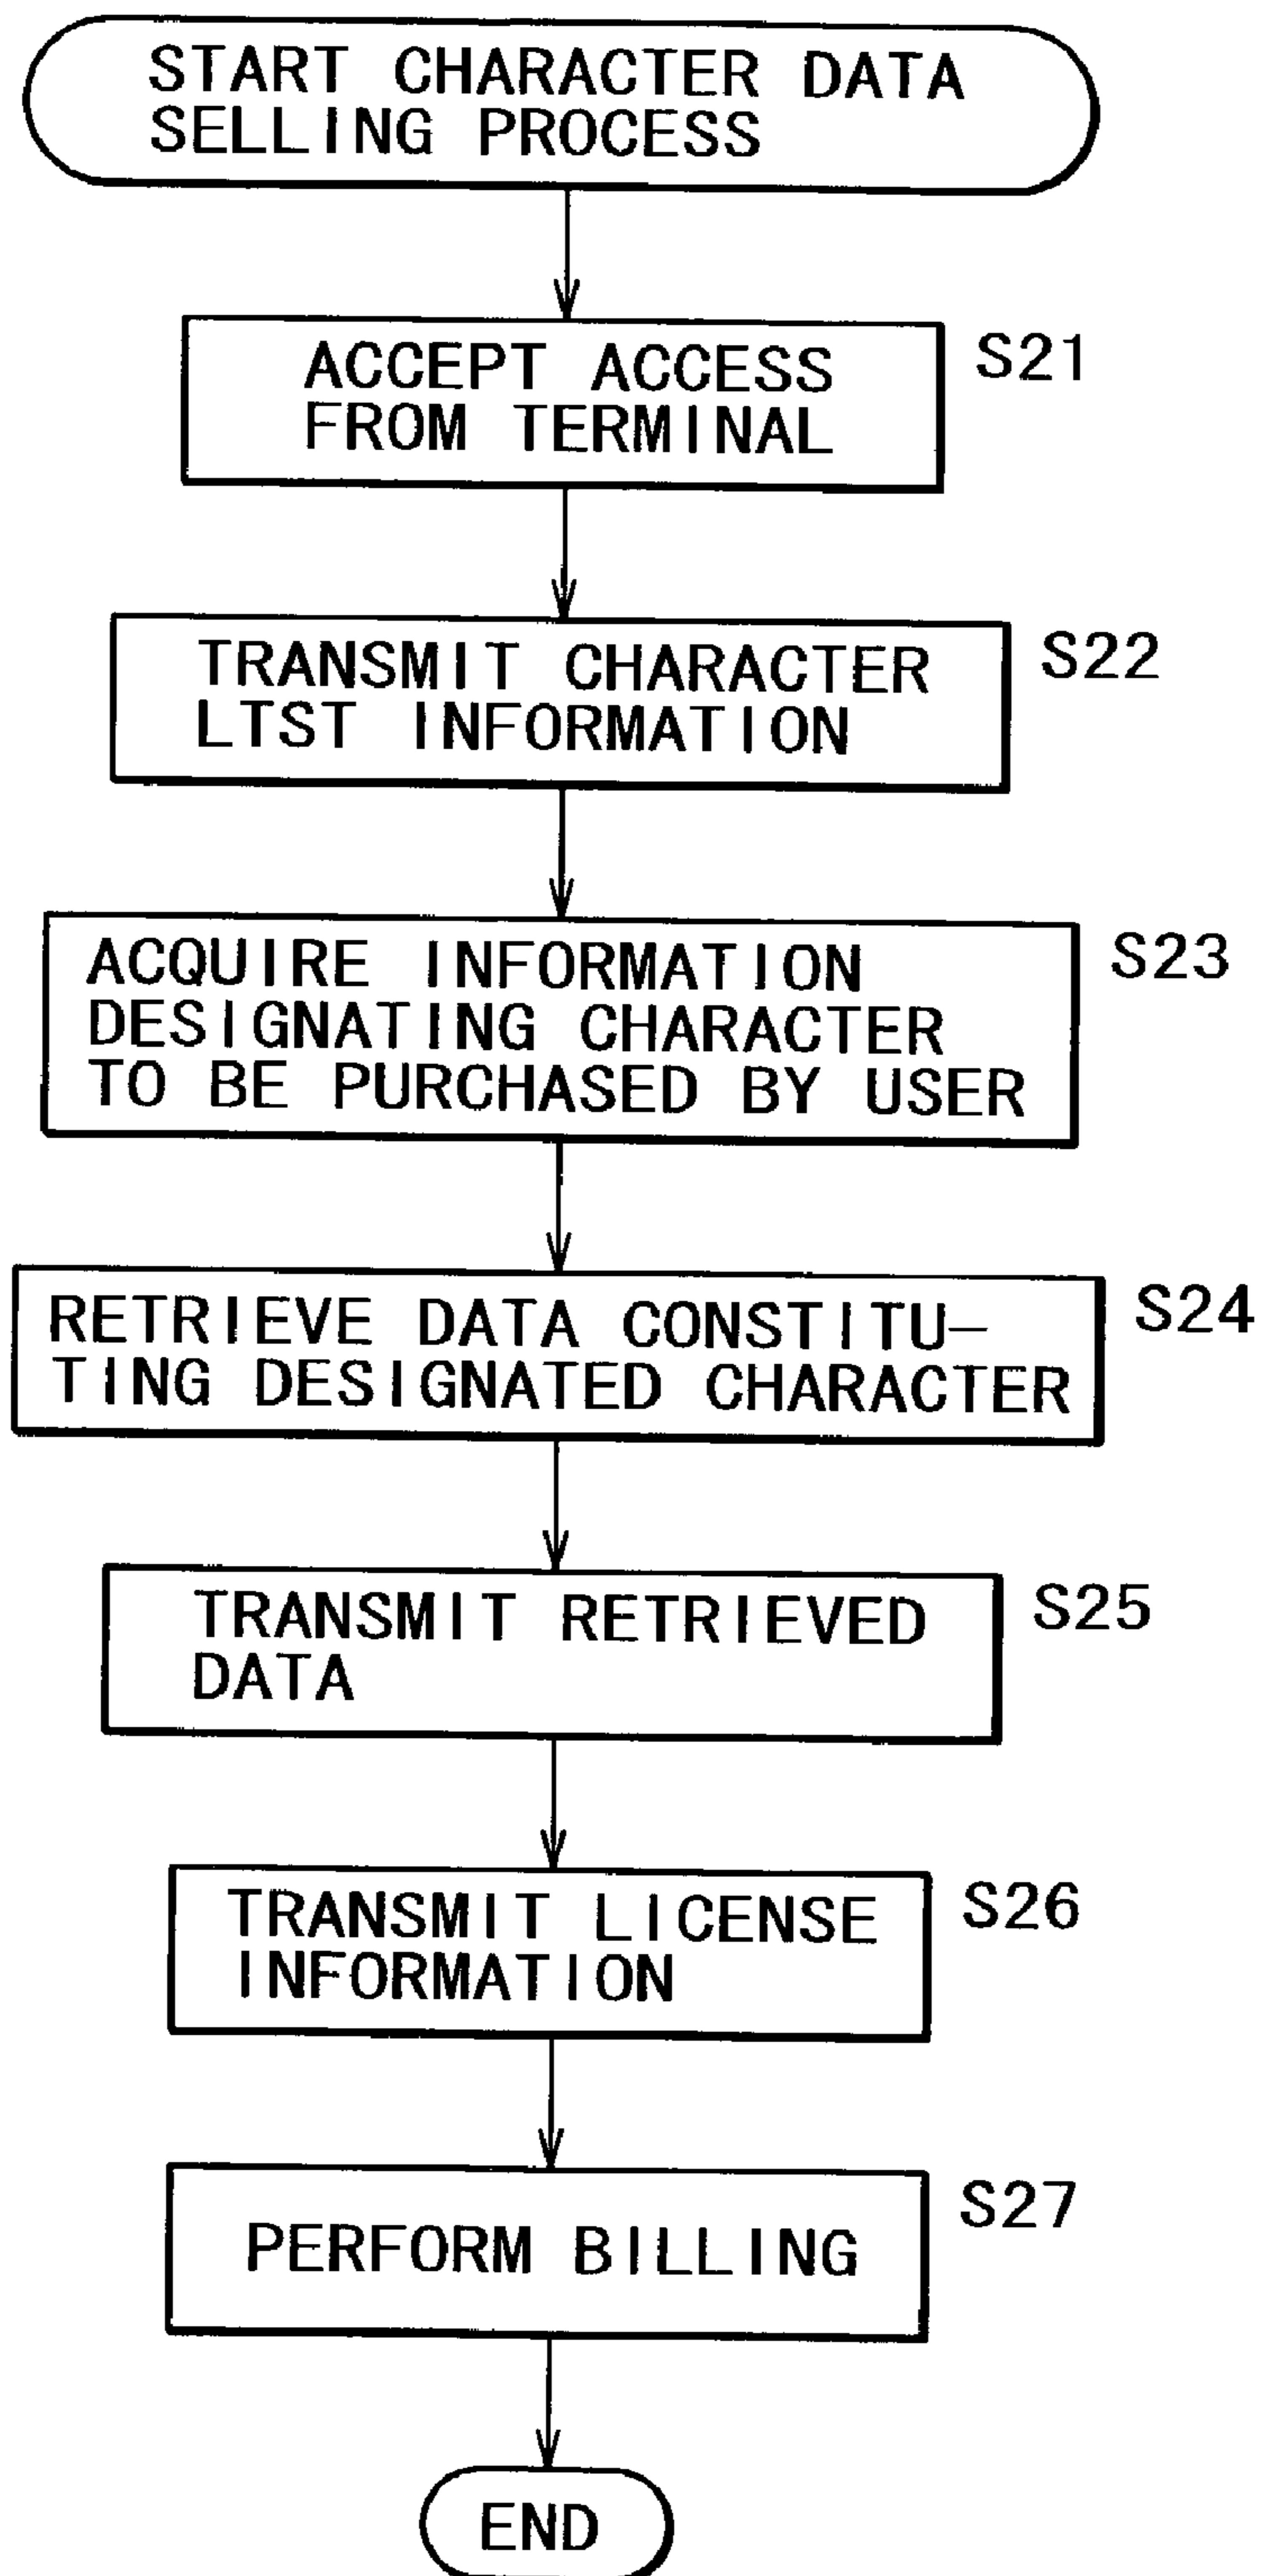 START CHARACTER DATA
SELLING PROCESS
ACCEPT ACCESS
FROM TERMINAL
S21
TRANSMIT CHARACTER
LTST INFORMATION
S22
ACQUIRE INFORMATION
DESIGNATING CHARACTER
TO BE PURCHASED BY USER
S23
RETRIEVE DATA CONSTITU-
TING DESIGNATED CHARACTER
S24
TRANSMIT RETRIEVED
DATA
S25
TRANSMIT LICENSE
INFORMATION
S26
PERFORM BILLING
S27
END